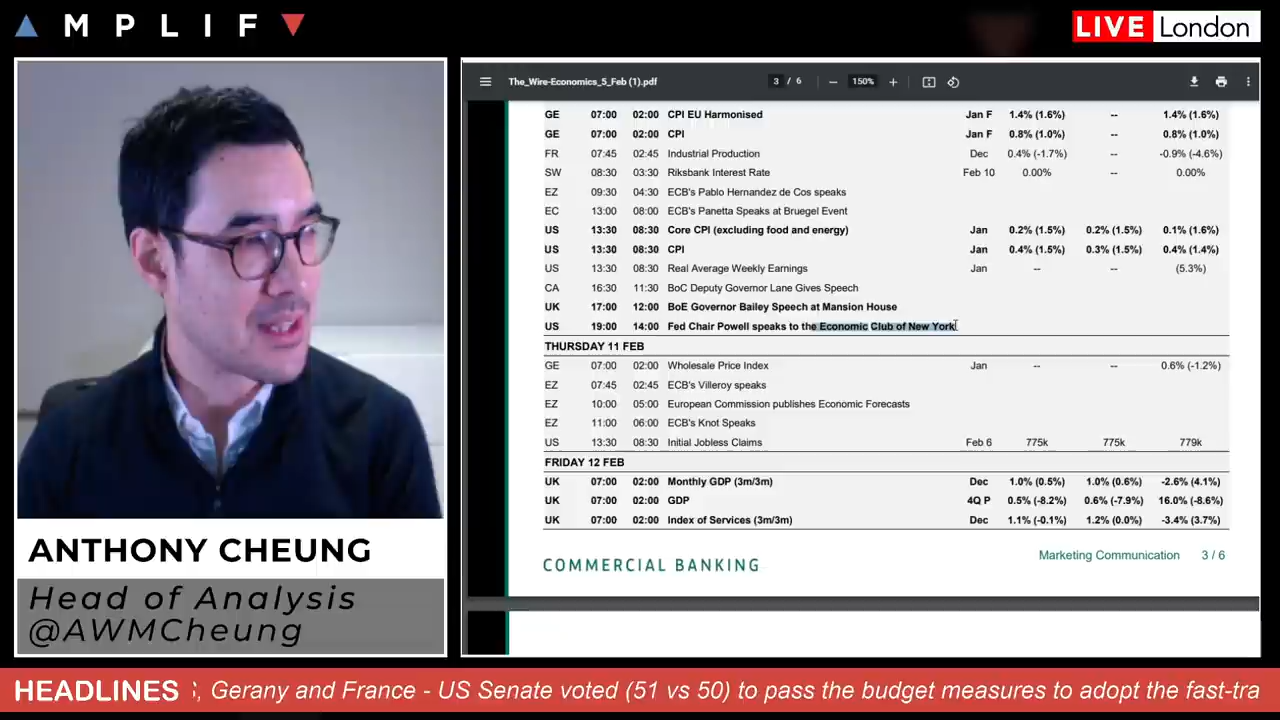 ▲ M P L I F ▼
LIVE London
The_Wire-Economics_5_Feb (1).pdf 3 / 6 — 150% +
GE 07:00 02:00 CPI EU Harmonised Jan F 1.4% (1.6%) -- 1.4% (1.6%)
GE 07:00 02:00 CPI Jan F 0.8% (1.0%) -- 0.8% (1.0%)
FR 07:45 02:45 Industrial Production Dec 0.4% (-1.7%) -- -0.9% (-4.6%)
SW 08:30 03:30 Riksbank Interest Rate Feb 10 0.00% -- 0.00%
EZ 09:30 04:30 ECB's Pablo Hernandez de Cos speaks
EC 13:00 08:00 ECB's Panetta Speaks at Bruegel Event
US 13:30 08:30 Core CPI (excluding food and energy) Jan 0.2% (1.5%) 0.2% (1.5%) 0.1% (1.6%)
US 13:30 08:30 CPI Jan 0.4% (1.5%) 0.3% (1.5%) 0.4% (1.4%)
US 13:30 08:30 Real Average Weekly Earnings Jan -- -- (5.3%)
CA 16:30 11:30 BoC Deputy Governor Lane Gives Speech
UK 17:00 12:00 BoE Governor Bailey Speech at Mansion House
US 19:00 14:00 Fed Chair Powell speaks to the Economic Club of New York
THURSDAY 11 FEB
GE 07:00 02:00 Wholesale Price Index Jan -- -- 0.6% (-1.2%)
EZ 07:45 02:45 ECB's Villeroy speaks
EZ 10:00 05:00 European Commission publishes Economic Forecasts
EZ 11:00 06:00 ECB's Knot Speaks
US 13:30 08:30 Initial Jobless Claims Feb 6 775k 775k 779k
FRIDAY 12 FEB
UK 07:00 02:00 Monthly GDP (3m/3m) Dec 1.0% (0.5%) 1.0% (0.6%) -2.6% (4.1%)
UK 07:00 02:00 GDP 4Q P 0.5% (-8.2%) 0.6% (-7.9%) 16.0% (-8.6%)
UK 07:00 02:00 Index of Services (3m/3m) Dec 1.1% (-0.1%) 1.2% (0.0%) -3.4% (3.7%)
COMMERCIAL BANKING Marketing Communication 3 / 6
ANTHONY CHEUNG
Head of Analysis
@AWMCheung
HEADLINES , Gerany and France - US Senate voted (51 vs 50) to pass the budget measures to adopt the fast-tra